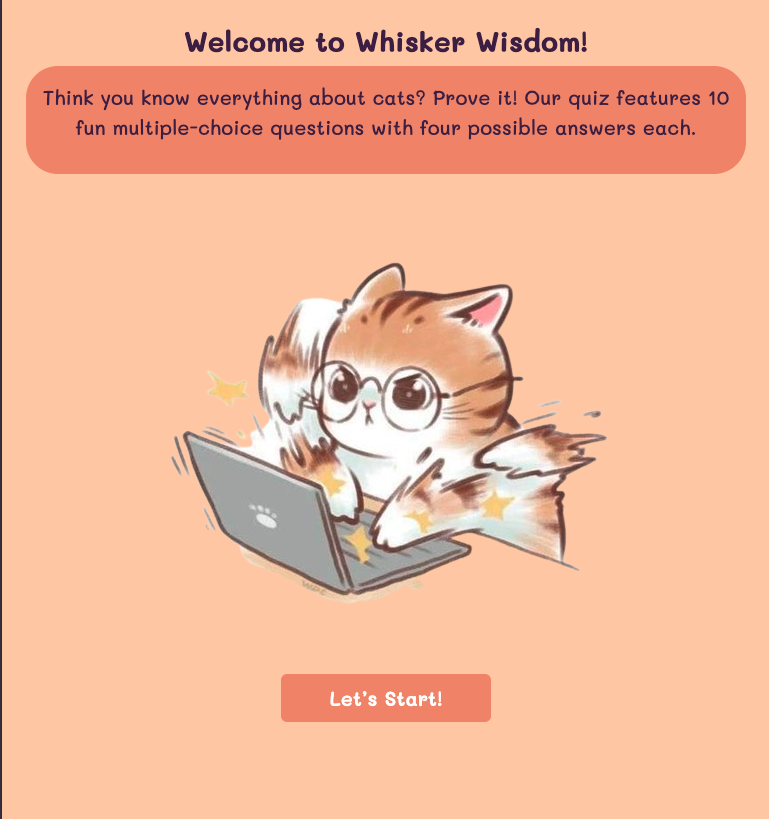 Welcome to Whisker Wisdom!
Think you know everything about cats? Prove it! Our quiz features 10
fun multiple-choice questions with four possible answers each.
Let's Start!